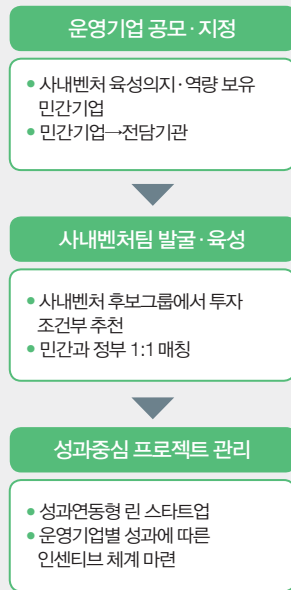 운영기업 공모·지정
• 사내벤처 육성의지·역량 보유
민간기업
• 민간기업→전담기관
사내벤처팀 발굴·육성
• 사내벤처 후보그룹에서 투자
조건부 추천
• 민간과 정부 1:1 매칭
성과중심 프로젝트 관리
• 성과연동형 린 스타트업
• 운영기업별 성과에 따른
인센티브 체계 마련